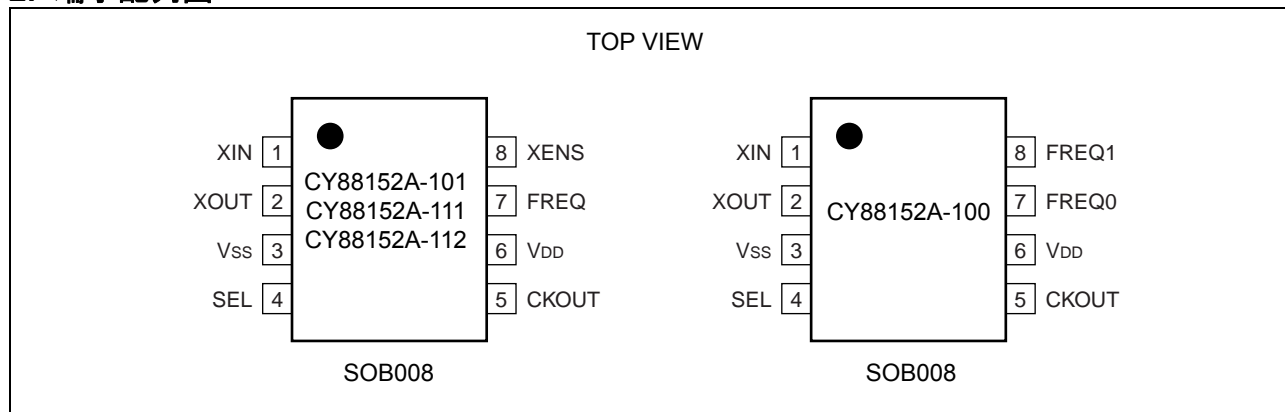 TOP VIEW
XIN 1
XOUT 2
Vss 3
SEL 4
CY88152A-101
CY88152A-111
CY88152A-112
8 XENS
7 FREQ
6 VDD
5 CKOUT
SOB008
XIN 1
XOUT 2
Vss 3
SEL 4
CY88152A-100
8 FREQ1
7 FREQ0
6 VDD
5 CKOUT
SOB008